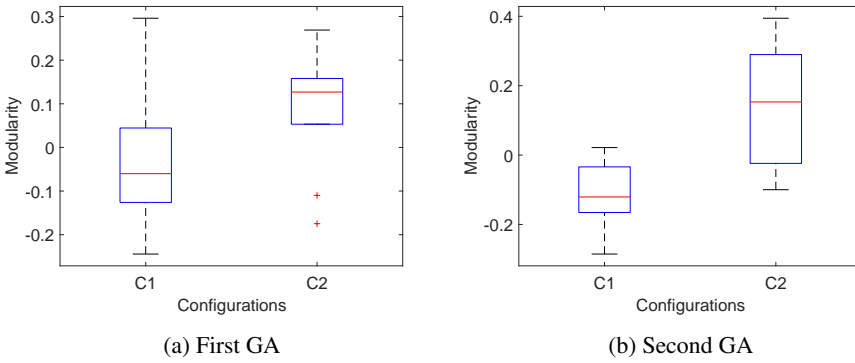 0.3
0.2
0.1
0
-0.1
-0.2
Modularity
C1 C2
Configurations
(a) First GA
0.4
0.2
0
-0.2
Modularity
C1 C2
Configurations
(b) Second GA